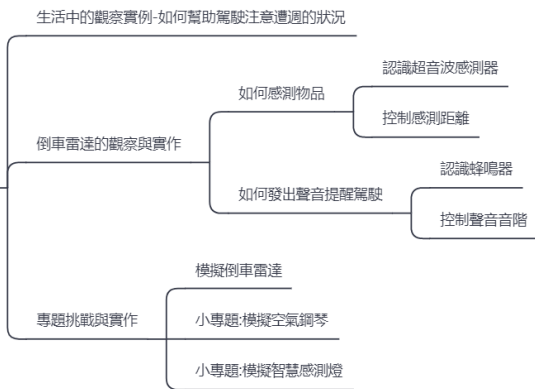 生活中的觀察實例-如何幫助駕駛注意遭週的狀況
倒車雷達的觀察與實作
如何感測物品
認識超音波感測器
控制感測距離
如何發出聲音提醒駕駛
認識蜂鳴器
控制聲音音階
專題挑戰與實作
模擬倒車雷達
小專題:模擬空氣鋼琴
小專題:模擬智慧感測燈